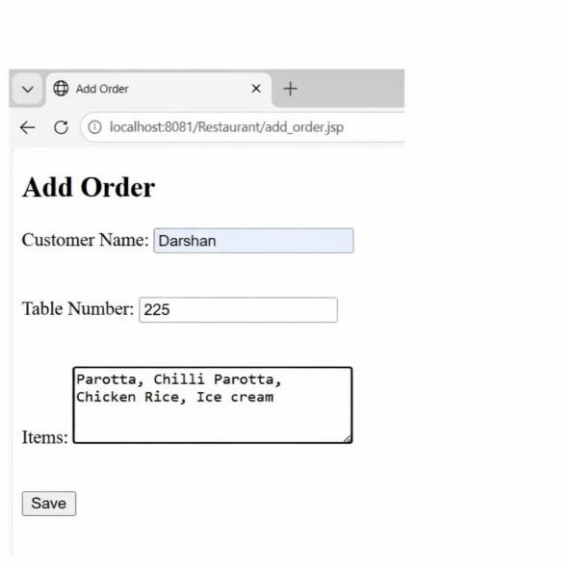 Add Order
localhost:8081/Restaurant/add_order.jsp
Add Order
Customer Name: Darshan
Table Number: 225
Items: Parotta, Chilli Parotta,
Chicken Rice, Ice cream
Save